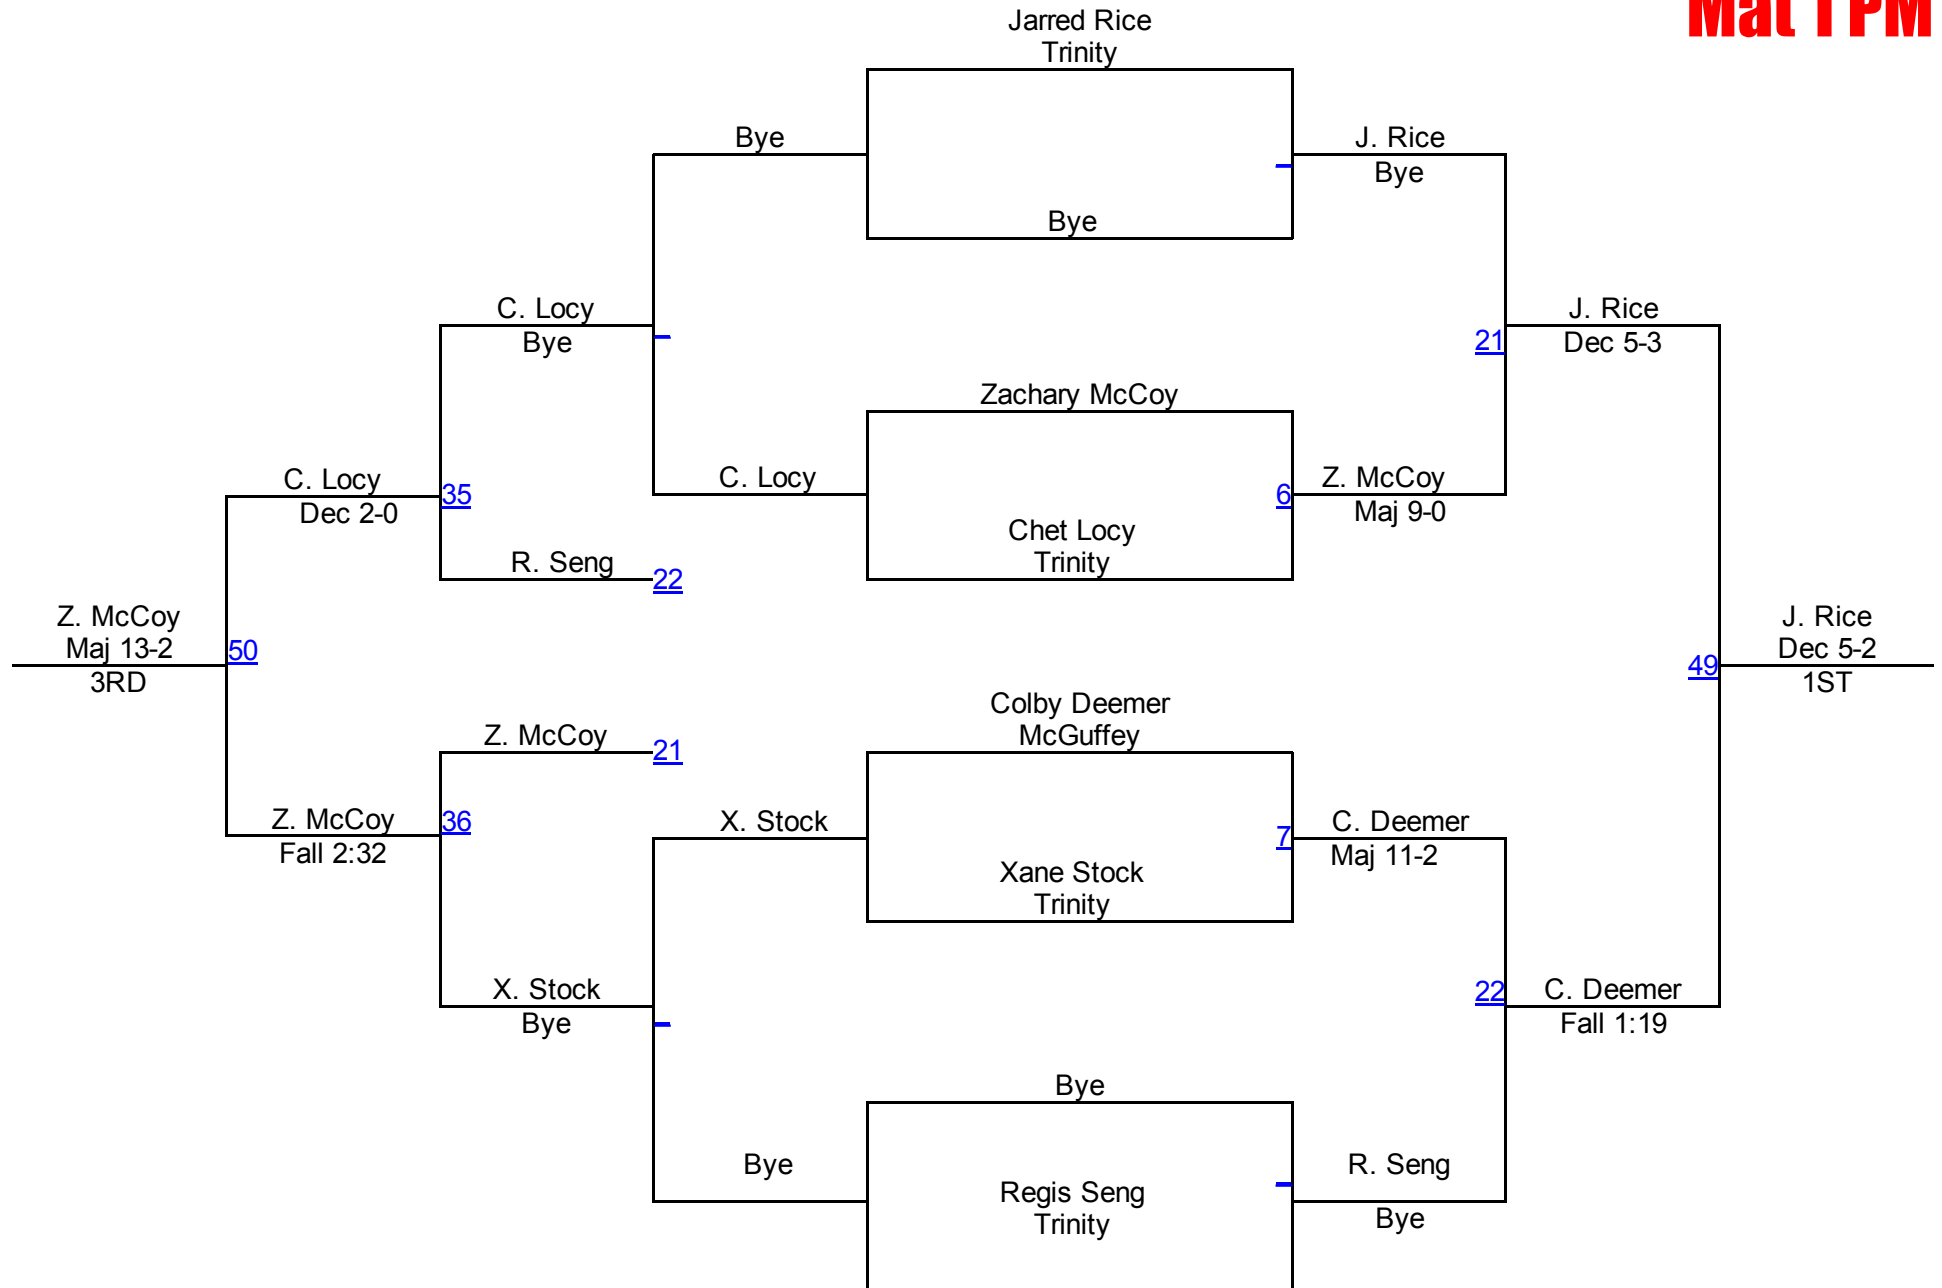 Mat 1 PM
Jarred Rice
Trinity
Bye
J. Rice
Bye
Bye
C. Locy
Bye
J. Rice
Dec 5-3
21
Zachary McCoy
C. Locy
Dec 2-0
35
C. Locy
6
Z. McCoy
Maj 9-0
Chet Locy
Trinity
R. Seng
22
Z. McCoy
Maj 13-2
3RD
50
J. Rice
Dec 5-2
1ST
49
Colby Deemer
McGuffey
Z. McCoy
21
Z. McCoy
Fall 2:32
36
X. Stock
7
C. Deemer
Maj 11-2
Xane Stock
Trinity
X. Stock
Bye
22
C. Deemer
Fall 1:19
Bye
Bye
R. Seng
Bye
Regis Seng
Trinity